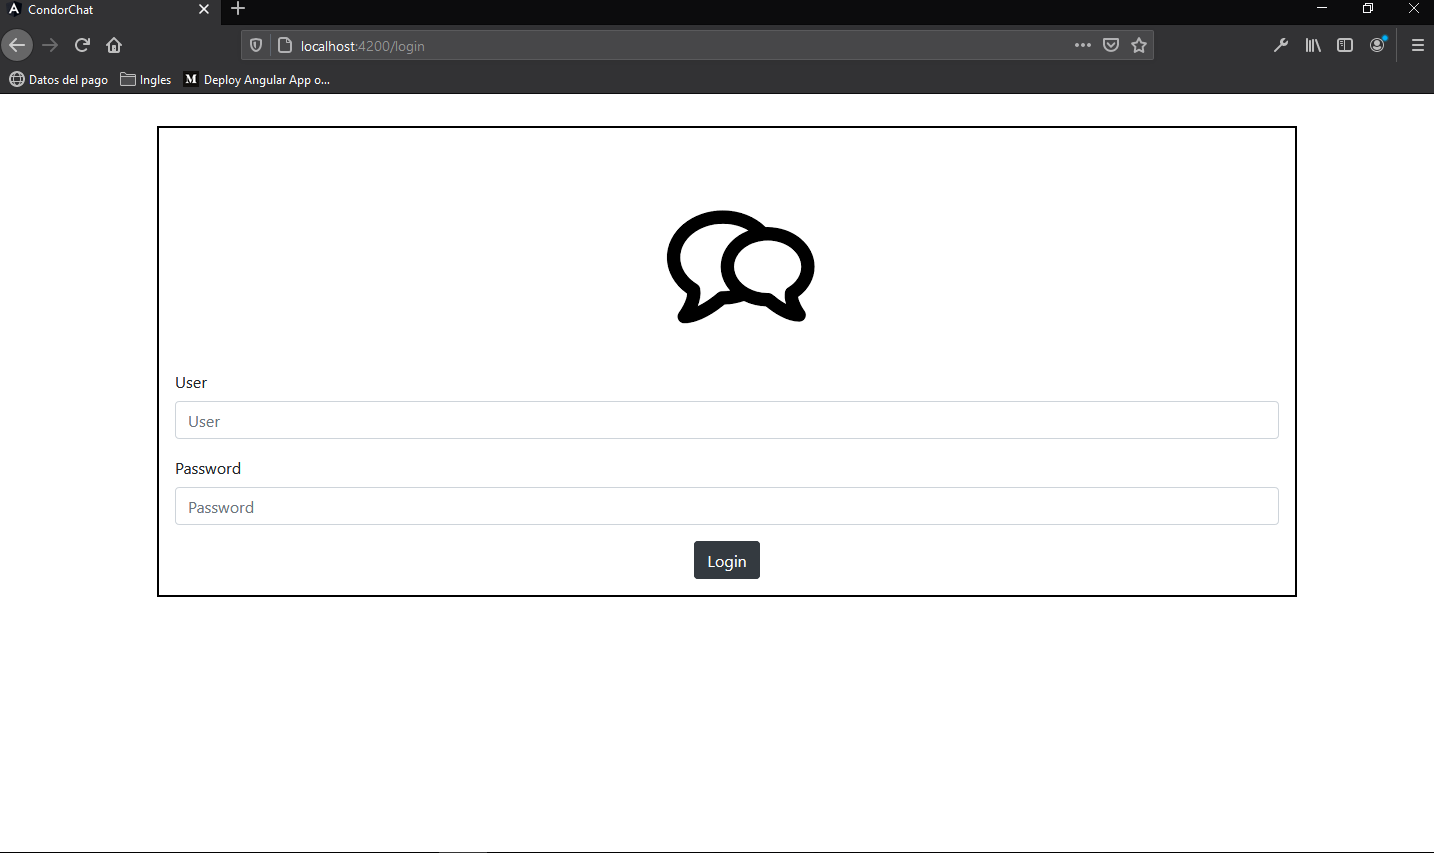 CondorChat
localhost:4200/login
Datos del pago Ingles M Deploy Angular App o...
User
User
Password
Password
Login